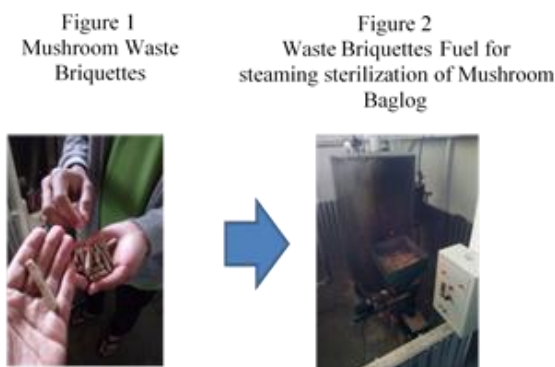 Figure 1
Mushroom Waste
Briquettes
Figure 2
Waste Briquettes Fuel for
steaming sterilization of Mushroom
Baglog